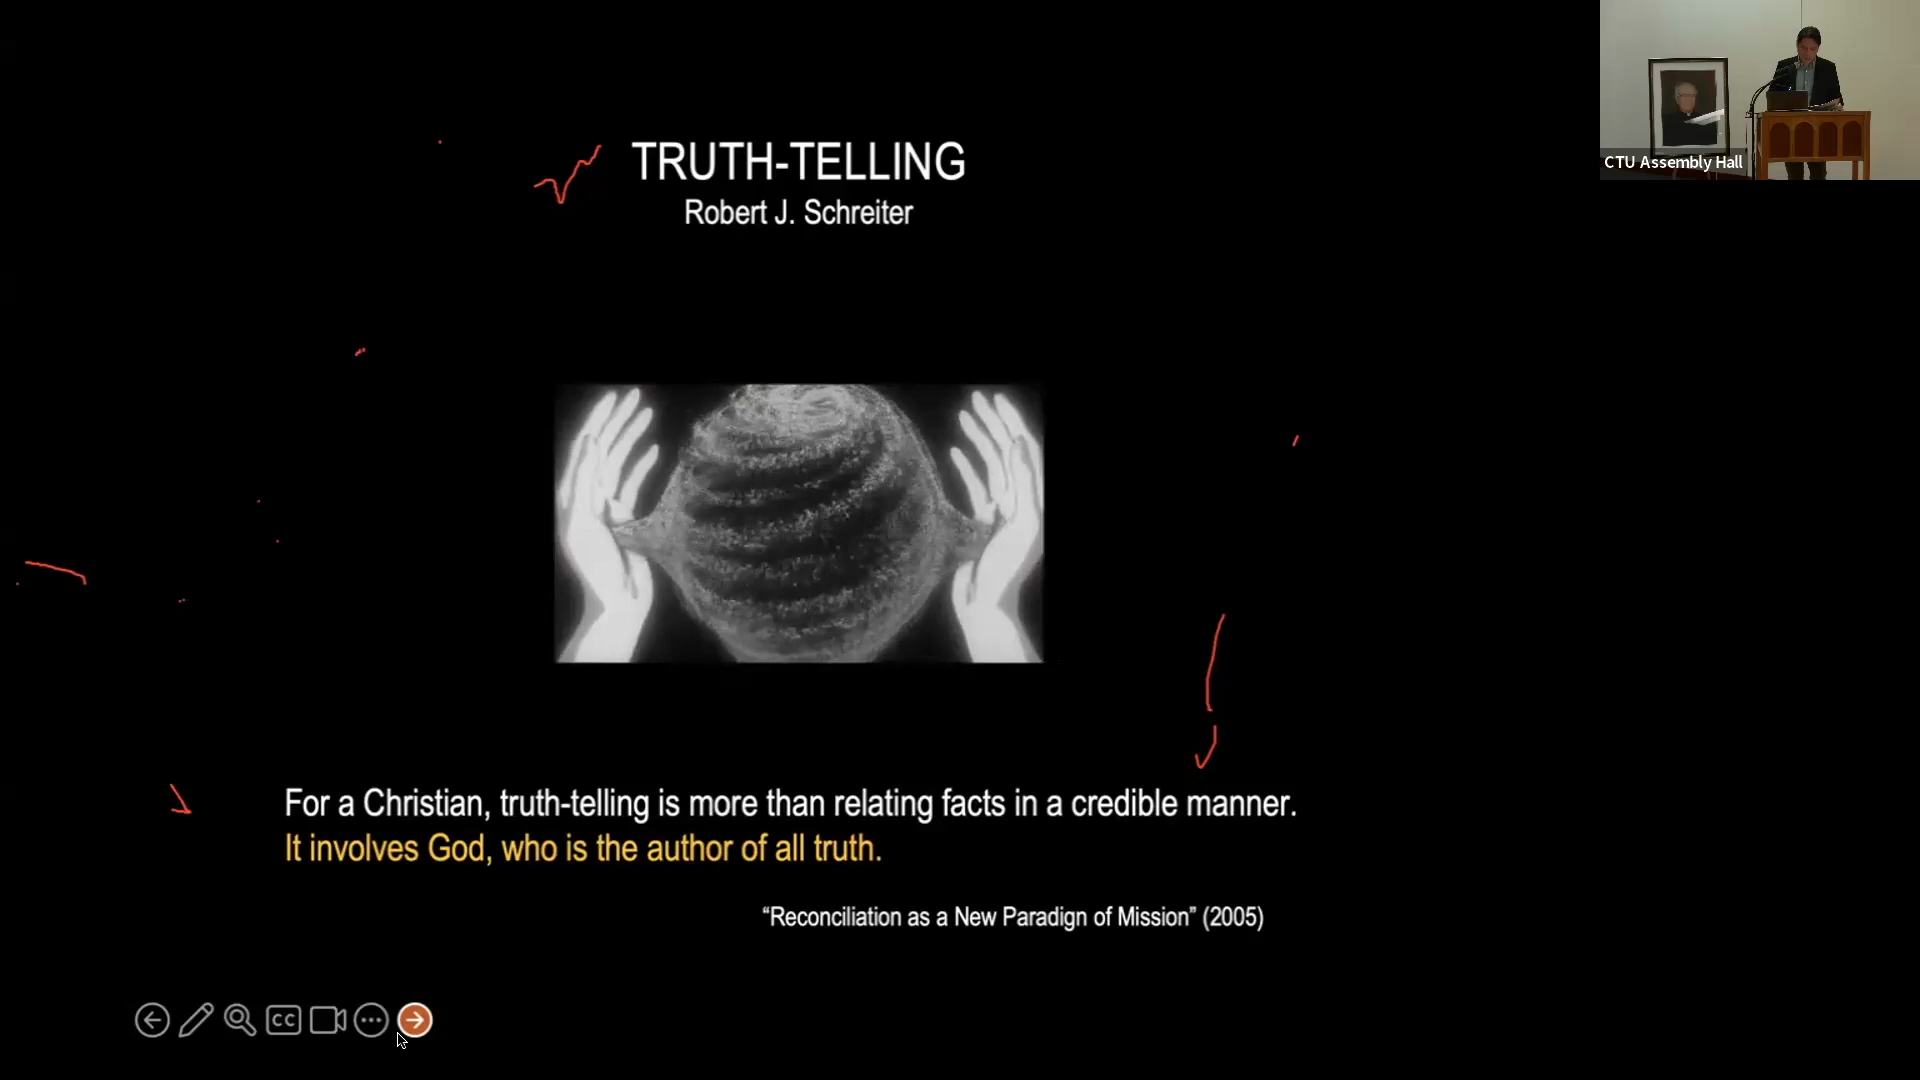 TRUTH-TELLING
Robert J. Schreiter
CTU Assembly Hall
For a Christian, truth-telling is more than relating facts in a credible manner.
It involves God, who is the author of all truth.
“Reconciliation as a New Paradign of Mission” (2005)
CC